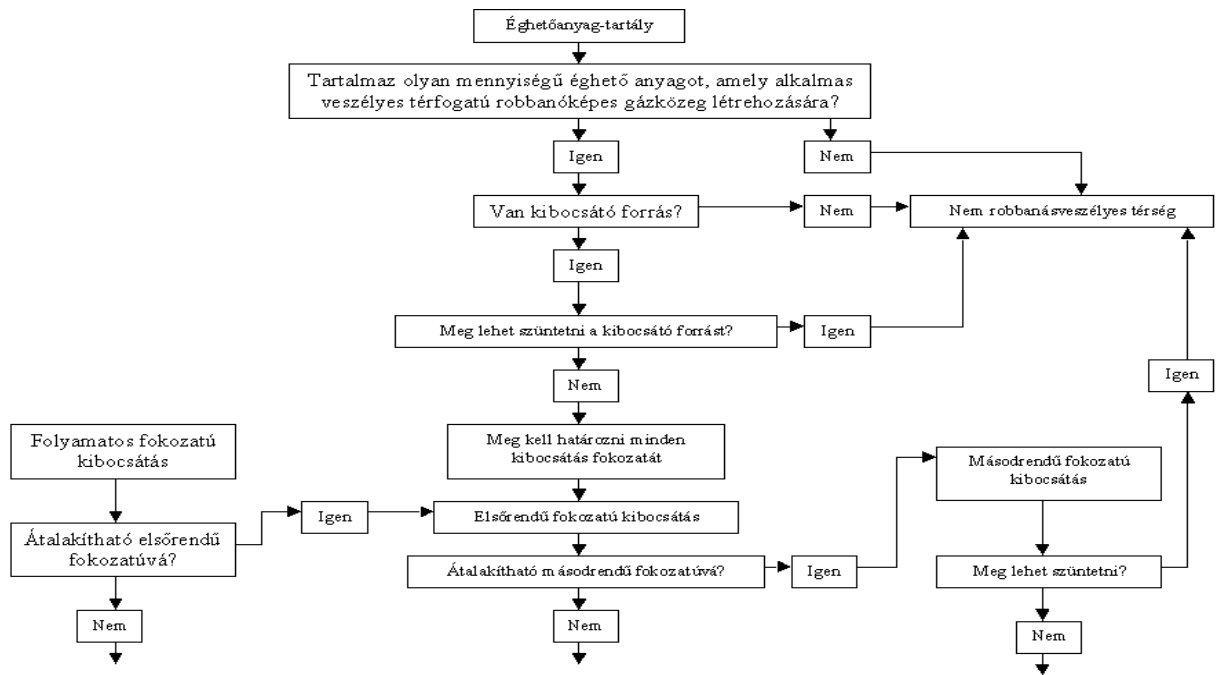 Éghetőanyag-tartály
Tartalmaz olyan mennyiségű éghető anyagot, amely alkalmas
veszélyes térfogatú robbanóképes gázközeg létrehozására?
Igen
Nem
Van kibocsátó forrás?
Nem
Nem robbanásveszélyes térség
Igen
Meg lehet szüntetni a kibocsátó forrást?
Igen
Nem
Igen
Folyamatos fokozatú
kibocsátás
Meg kell határozni minden
kibocsátás fokozatát
Másodrendű fokozatú
kibocsátás
Igen
Elsőrendű fokozatú kibocsátás
Átalakítható elsőrendű
fokozatúvá?
Átalakítható másodrendű fokozatúvá?
Igen
Meg lehet szüntetni?
Nem
Nem
Nem